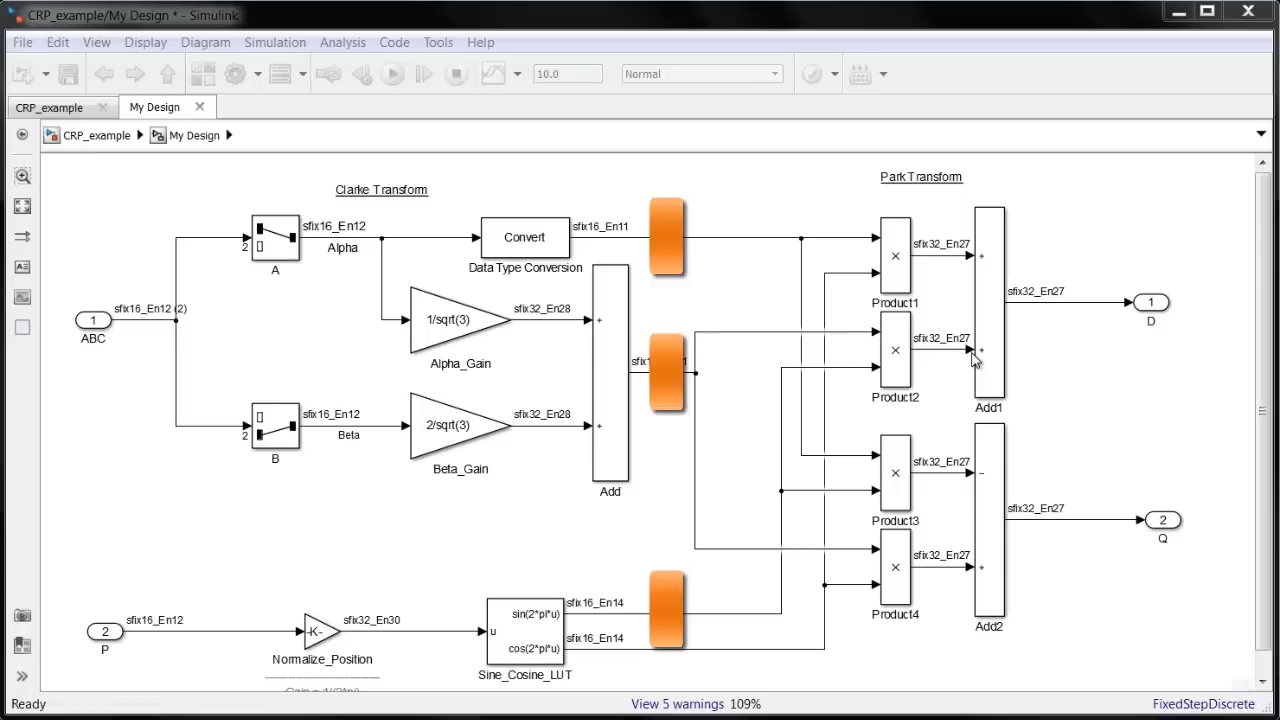 CRP_example/My Design * - Simulink
File Edit View Display Diagram Simulation Analysis Code Tools Help
10.0 Normal
CRP_example My Design
CRP_example My Design
Clarke Transform
Park Transform
2
A
sfix16_En12
Alpha
Convert
Data Type Conversion
sfix16_En11
×
Product1
sfix32_En27
+
+
Add1
sfix32_En27
1
D
sfix16_En12 (2)
1
ABC
1/sqrt(3)
Alpha_Gain
sfix32_En28
+
+
Add
×
Product2
sfix32_En27
2
B
sfix16_En12
Beta
2/sqrt(3)
Beta_Gain
sfix32_En28
×
Product3
sfix32_En27
−
+
Add2
sfix32_En27
2
Q
×
Product4
sfix32_En27
2
P
sfix16_En12
-K-
Normalize_Position
sfix32_En30
u
sin(2*pi*u)
cos(2*pi*u)
Sine_Cosine_LUT
sfix16_En14
sfix16_En14
Ready View 5 warnings 109% FixedStepDiscrete